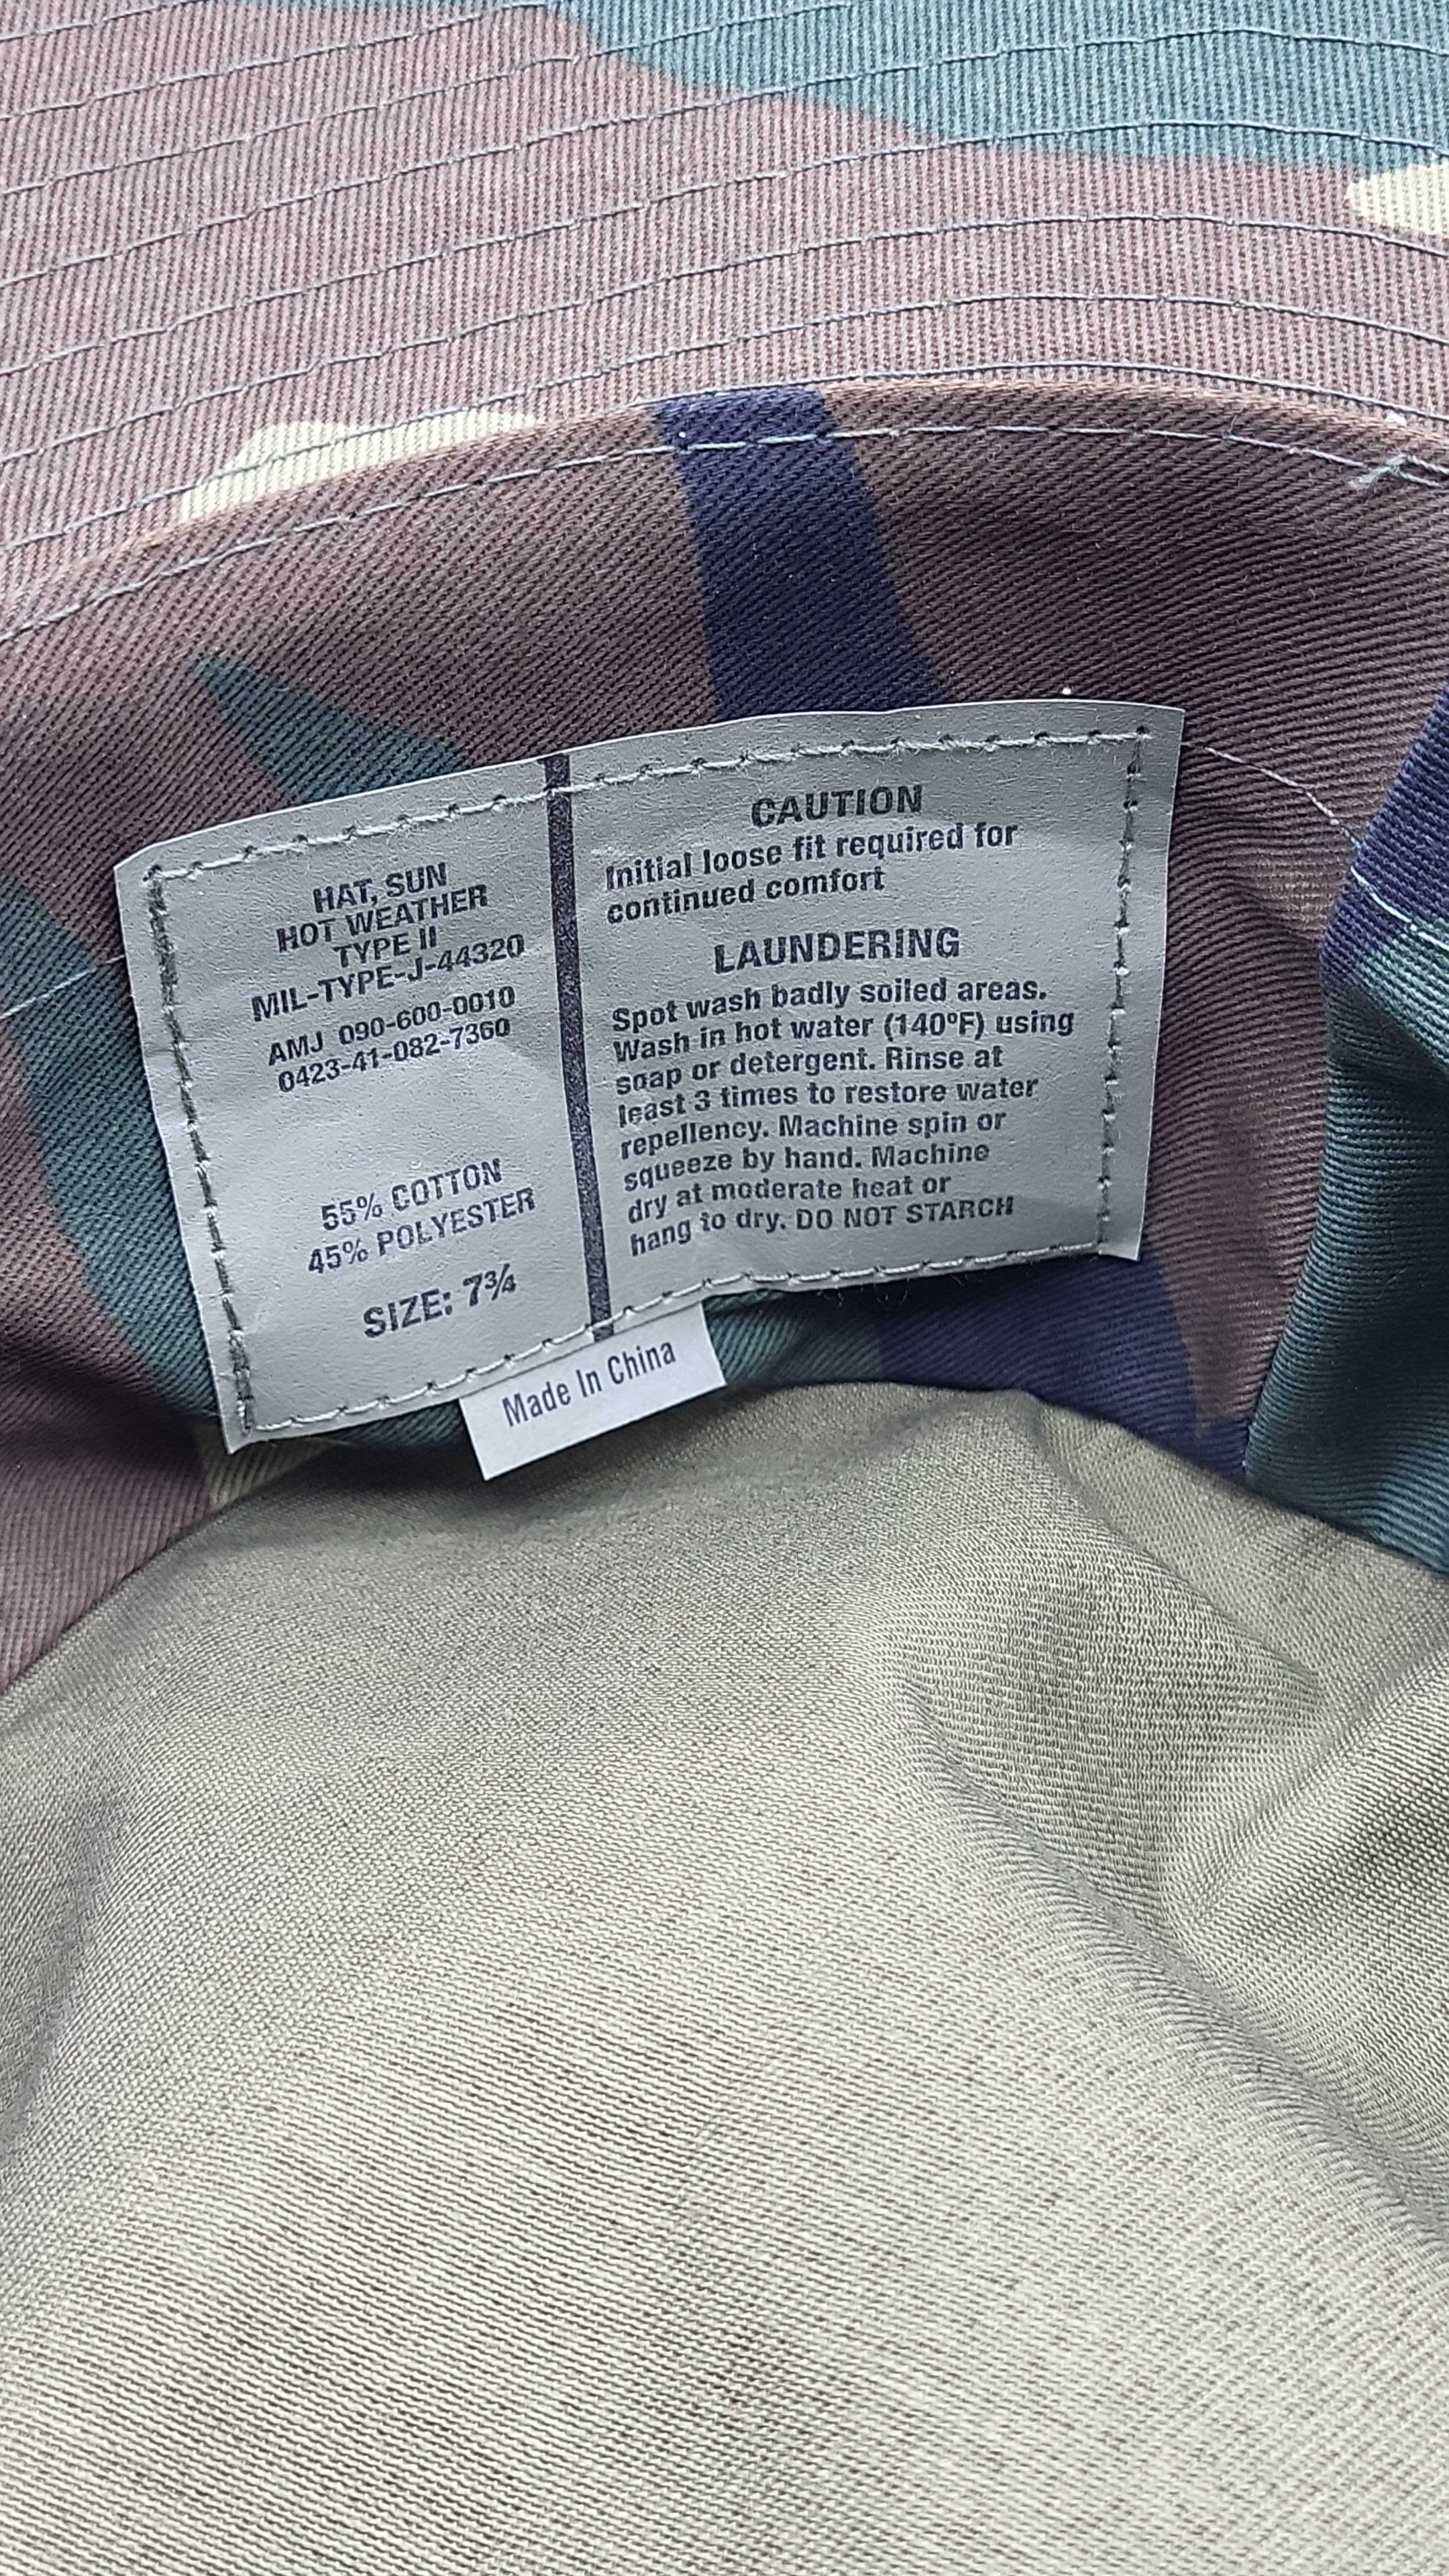 HAT, SUN
HOT WEATHER
TYPE II
MIL-TYPE-J-44320
AMJ 090-600-0010
0423-41-082-7360
55% COTTON
45% POLYESTER
SIZE: 7¾
CAUTION
Initial loose fit required for
continued comfort
LAUNDERING
Spot wash badly soiled areas.
Wash in hot water (140ºF) using
soap or detergent. Rinse at
least 3 times to restore water
repellency. Machine spin or
squeeze by hand. Machine
dry at moderate heat or
hang to dry. DO NOT STARCH
Made In China